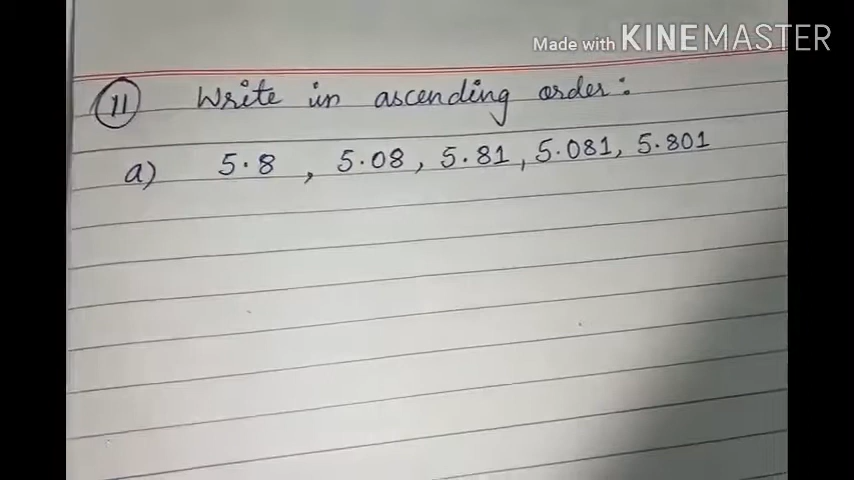 Made with KINEMASTER
11 Write in ascending order:
a) 5.8 , 5.08 , 5.81 , 5.081, 5.801